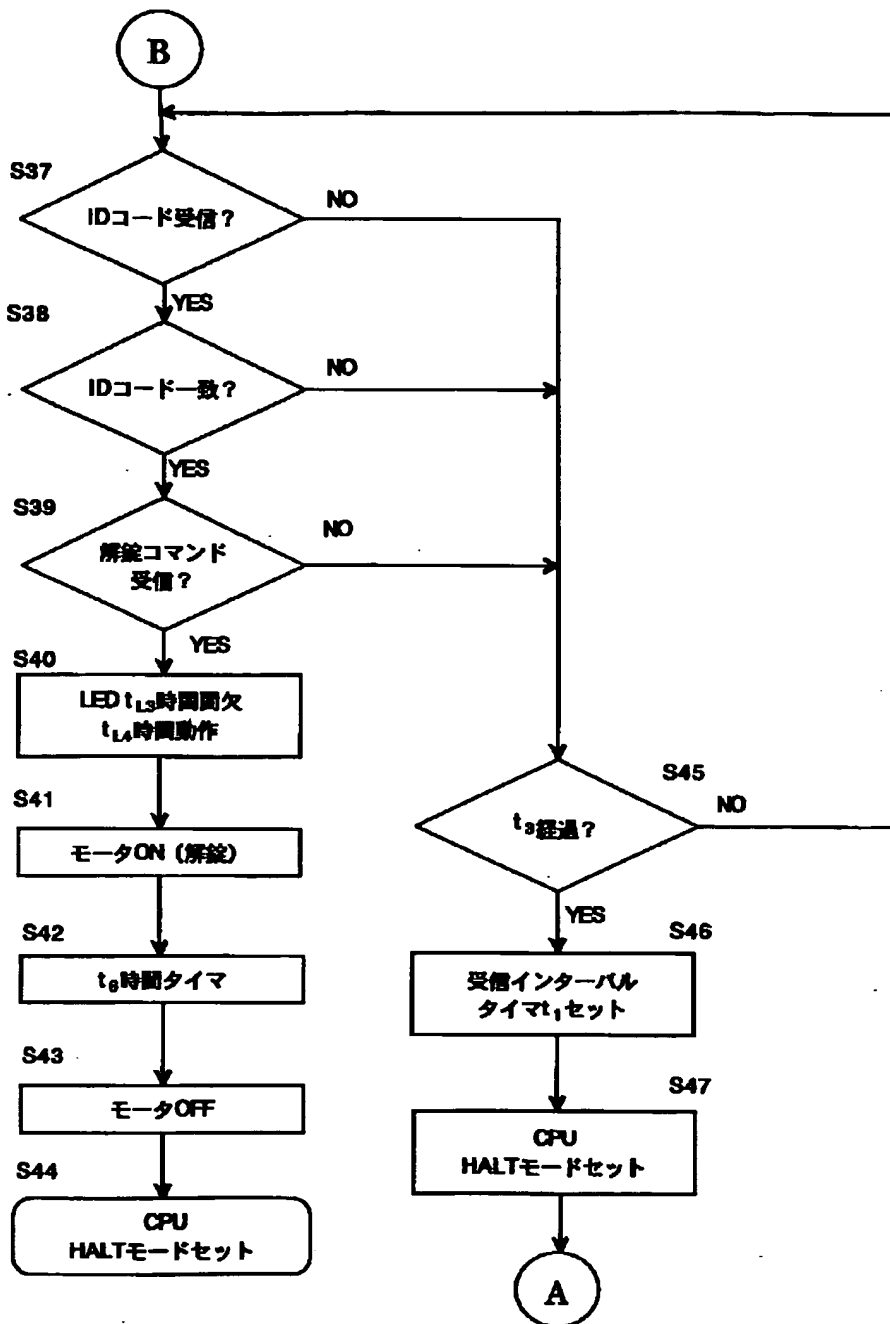 B
S37
IDコード受信？
NO
YES
S38
IDコード一致？
NO
YES
S39
解錠コマンド
受信？
NO
YES
S40
LED tL3時間間欠
tL4時間動作
S41
モータON（解錠）
S42
t6時間タイマ
S43
モータOFF
S44
CPU
HALTモードセット
S45
t3経過？
NO
YES
S46
受信インターバル
タイマt1セット
S47
CPU
HALTモードセット
A